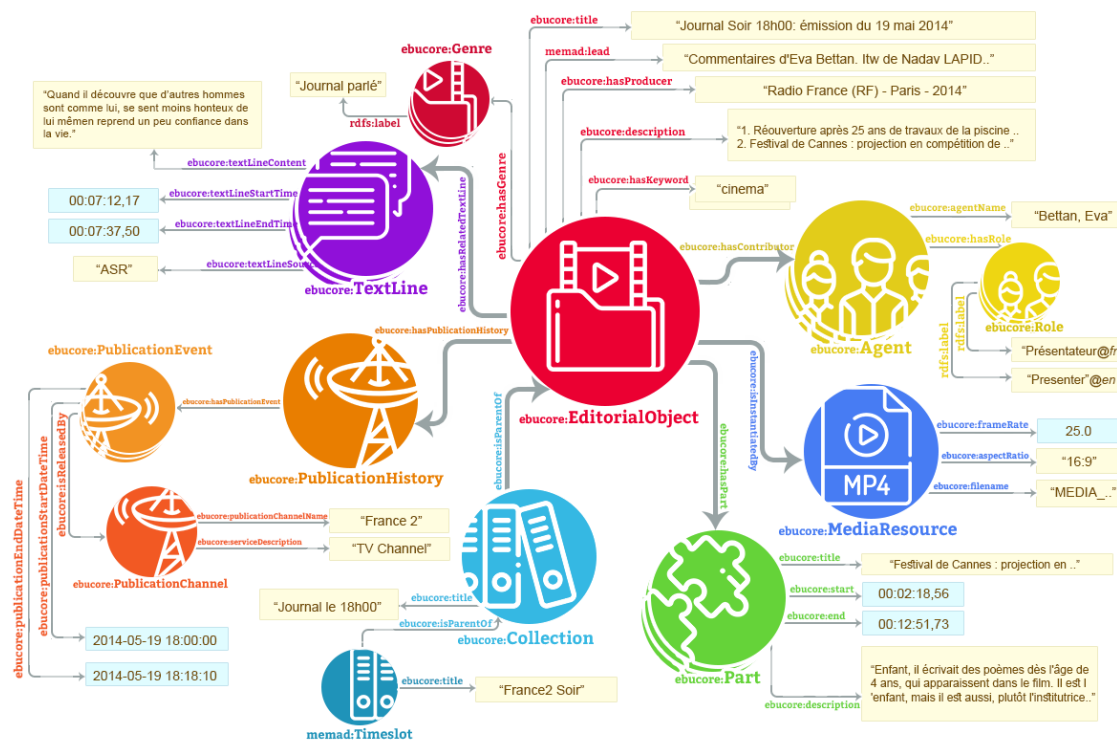 ebucore:title
“Journal Soir 18h00: émission du 19 mai 2014”
memad:lead
“Commentaires d'Eva Bettan. Itw de Nadav LAPID..”
ebucore:hasProducer
“Radio France (RF) - Paris - 2014”
ebucore:description
“1. Réouverture après 25 ans de travaux de la piscine ..
2. Festival de Cannes : projection en compétition de ..”
ebucore:hasKeyword
“cinema”
ebucore:Genre
“Journal parlé”
rdfs:label
ebucore:hasGenre
“Quand il découvre que d'autres hommes
sont comme lui, se sent moins honteux de
lui mêmen reprend un peu confiance dans
la vie.”
ebucore:textLineContent
ebucore:textLineStartTime
00:07:12,17
ebucore:textLineEndTime
00:07:37,50
ebucore:textLineSource
“ASR”
ebucore:TextLine
ebucore:hasRelatedTextLine
ebucore:hasContributor
ebucore:agentName
“Bettan, Eva”
ebucore:hasRole
ebucore:Role
rdfs:label
rdfs:label
“Présentateur@fr
“Presenter”@en
ebucore:Agent
ebucore:EditorialObject
ebucore:hasPublicationHistory
ebucore:PublicationEvent
ebucore:hasPublicationEvent
ebucore:PublicationHistory
ebucore:isReleasedBy
ebucore:publicationStartDateTime
ebucore:publicationEndDateTime
ebucore:publicationChannelName
“France 2”
ebucore:serviceDescription
“TV Channel”
ebucore:PublicationChannel
2014-05-19 18:00:00
2014-05-19 18:18:10
ebucore:isParentOf
“Journal le 18h00”
ebucore:title
ebucore:isParentOf
ebucore:Collection
ebucore:title
“France2 Soir”
memad:Timeslot
ebucore:isInstantiatedBy
MP4
ebucore:frameRate
25.0
ebucore:aspectRatio
“16:9”
ebucore:filename
“MEDIA_..”
ebucore:MediaResource
ebucore:hasPart
ebucore:title
“Festival de Cannes : projection en ..”
ebucore:start
00:02:18,56
ebucore:end
00:12:51,73
ebucore:Part
ebucore:description
“Enfant, il écrivait des poèmes dès l'âge de
4 ans, qui apparaissent dans le film. Il est l
'enfant, mais il est aussi, plutôt l'institutrice..”